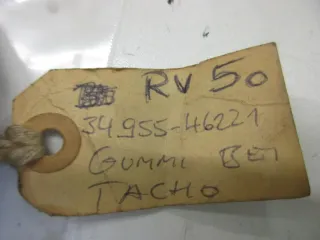 RV 50
34955-46221
GUMMI BEI
TACHO